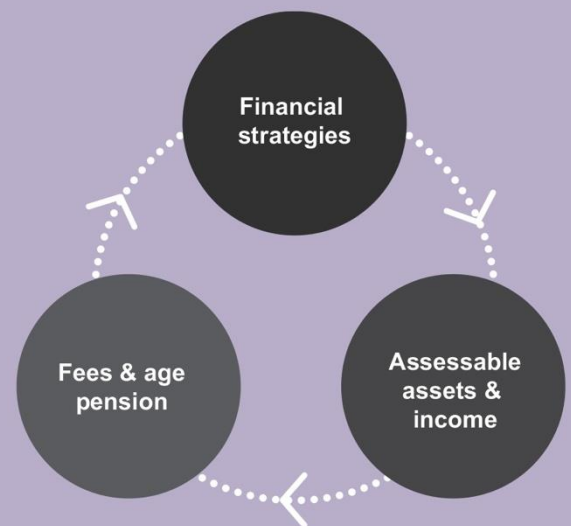 Financial
strategies
Fees & age
pension
Assessable
assets &
income